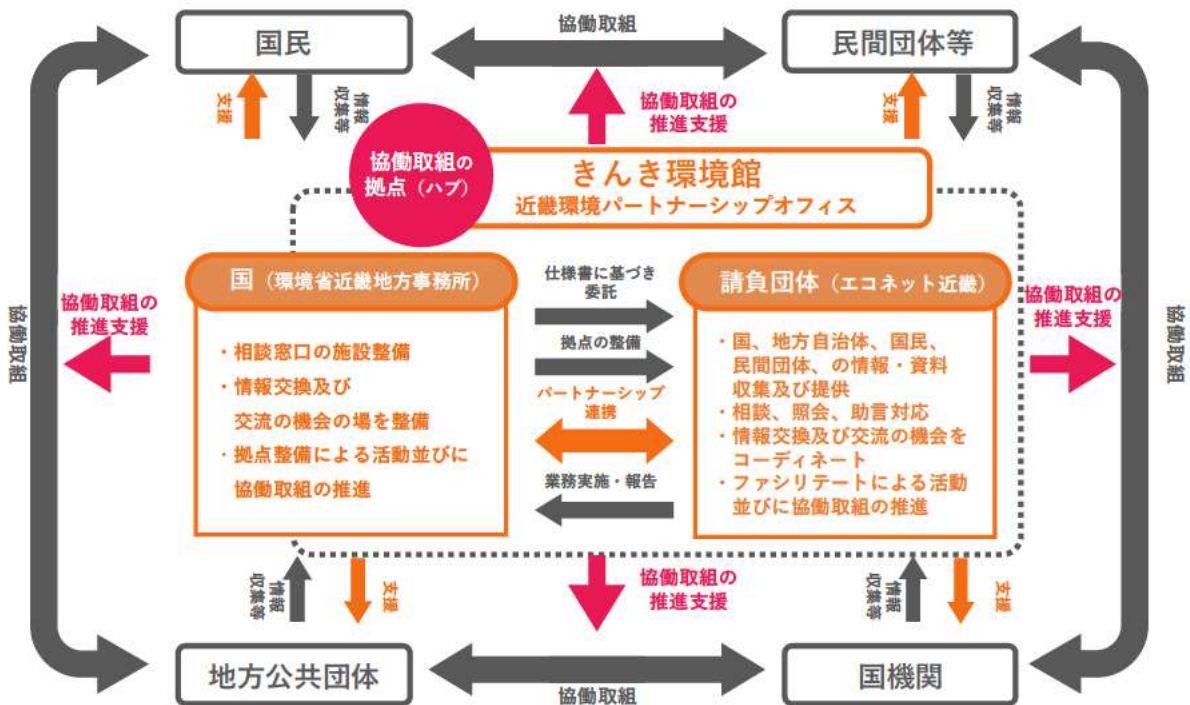 国民
協働取組
民間団体等
支援
情報
収集等
協働取組の
推進支援
支援
情報
収集等
協働取組の
拠点（ハブ）
きんき環境館
近畿環境パートナーシップオフィス
国（環境省近畿地方事務所）
仕様書に基づき
委託
請負団体（エコネット近畿）
協働取組
協働取組の
推進支援
・相談窓口の施設整備
・情報交換及び
交流の機会の場を整備
・拠点整備による活動並びに
協働取組の推進
拠点の整備
パートナーシップ
連携
業務実施・報告
・国、地方自治体、国民、
民間団体、の情報・資料
収集及び提供
・相談、照会、助言対応
・情報交換及び交流の機会を
コーディネート
・ファシリテートによる活動
並びに協働取組の推進
協働取組の
推進支援
協働取組
情報
収集等
支援
協働取組の
推進支援
情報
収集等
支援
地方公共団体
協働取組
国機関